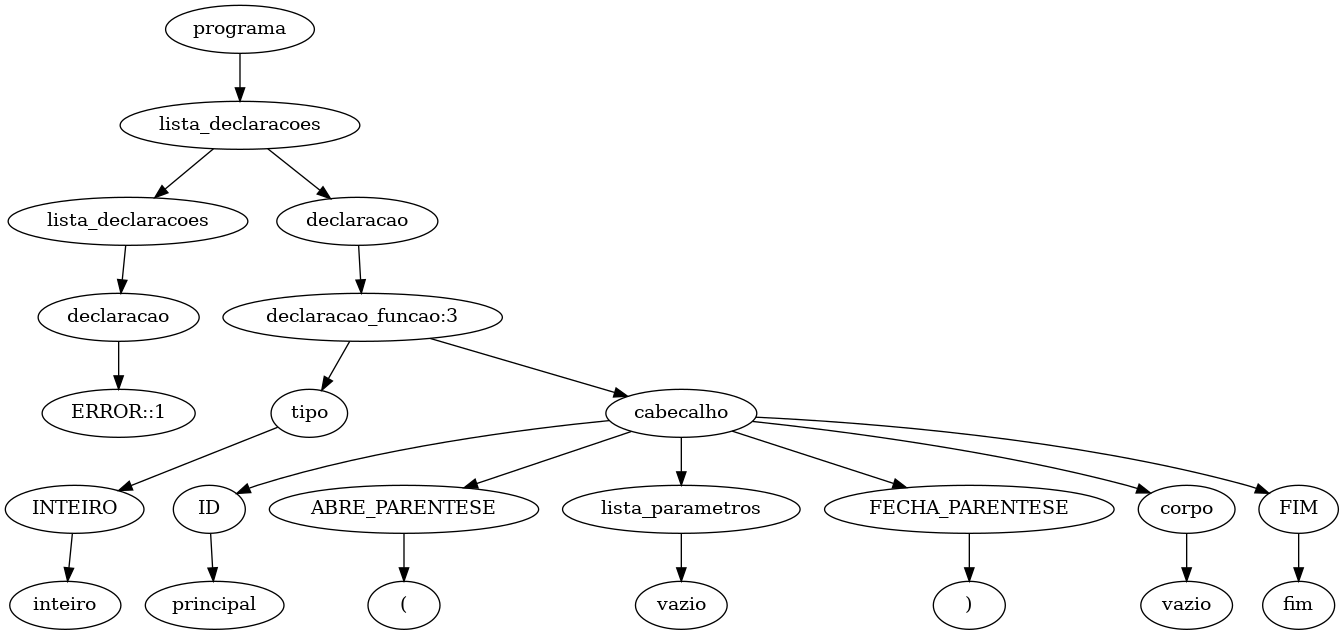 programa
lista_declaracoes
lista_declaracoes
declaracao
declaracao
declaracao_funcao:3
ERROR::1
tipo
cabecalho
INTEIRO
ID
ABRE_PARENTESE
lista_parametros
FECHA_PARENTESE
corpo
FIM
inteiro
principal
(
vazio
)
vazio
fim